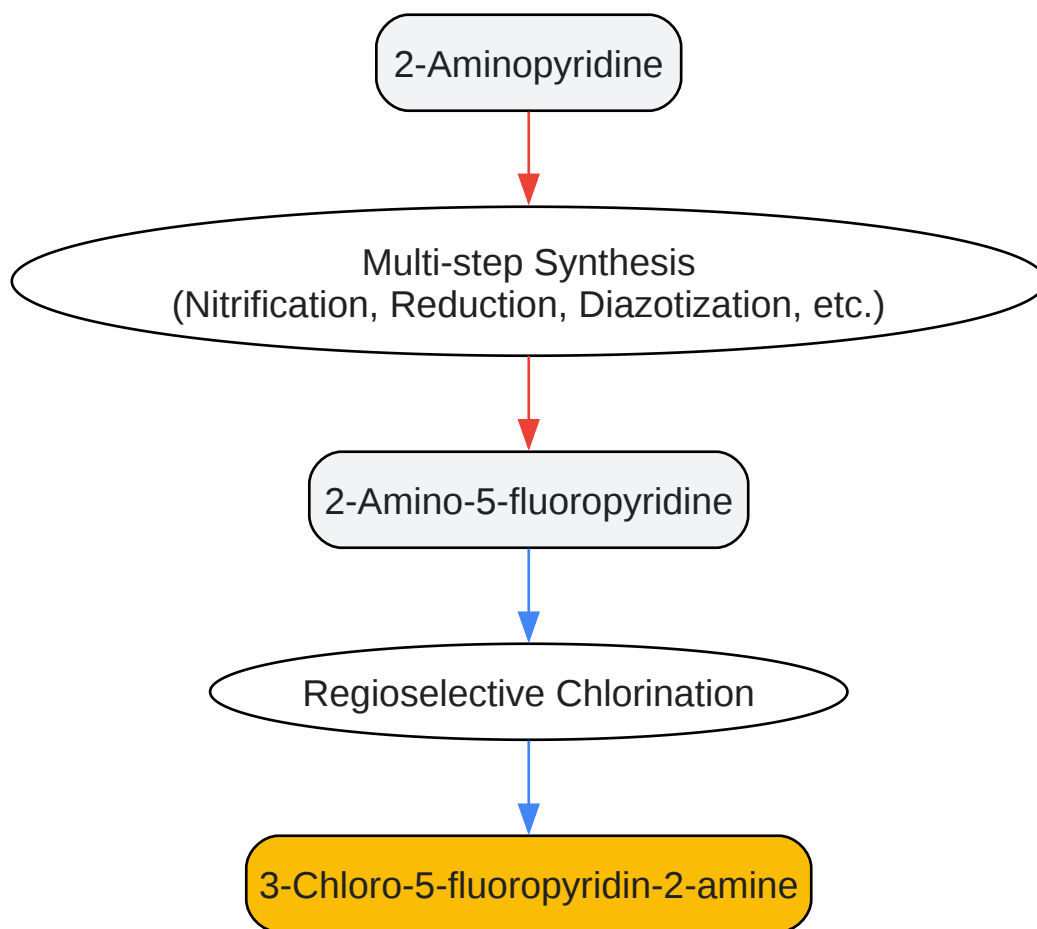 2-Aminopyridine
Multi-step Synthesis
(Nitrification, Reduction, Diazotization, etc.)
2-Amino-5-fluoropyridine
Regioselective Chlorination
3-Chloro-5-fluoropyridin-2-amine